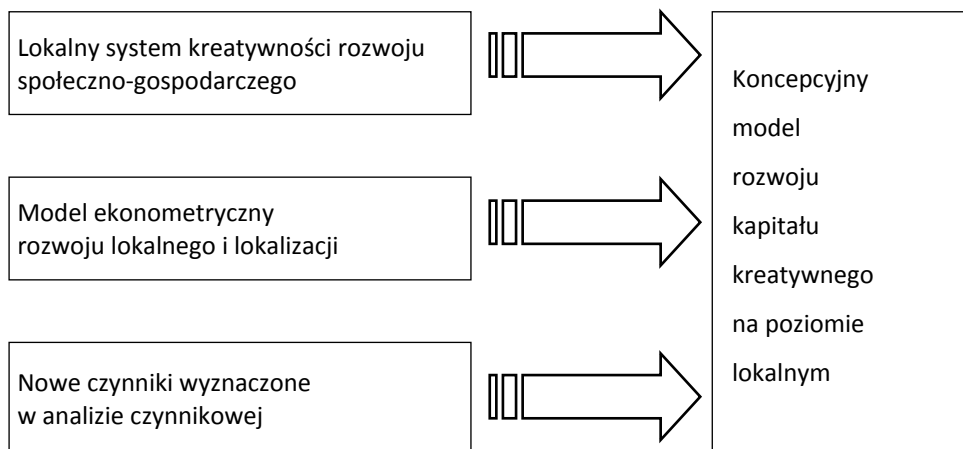 Lokalny system kreatywności rozwoju
społeczno-gospodarczego
Model ekonometryczny
rozwoju lokalnego i lokalizacji
Nowe czynniki wyznaczone
w analizie czynnikowej
Koncepcyjny
model
rozwoju
kapitału
kreatywnego
na poziomie
lokalnym